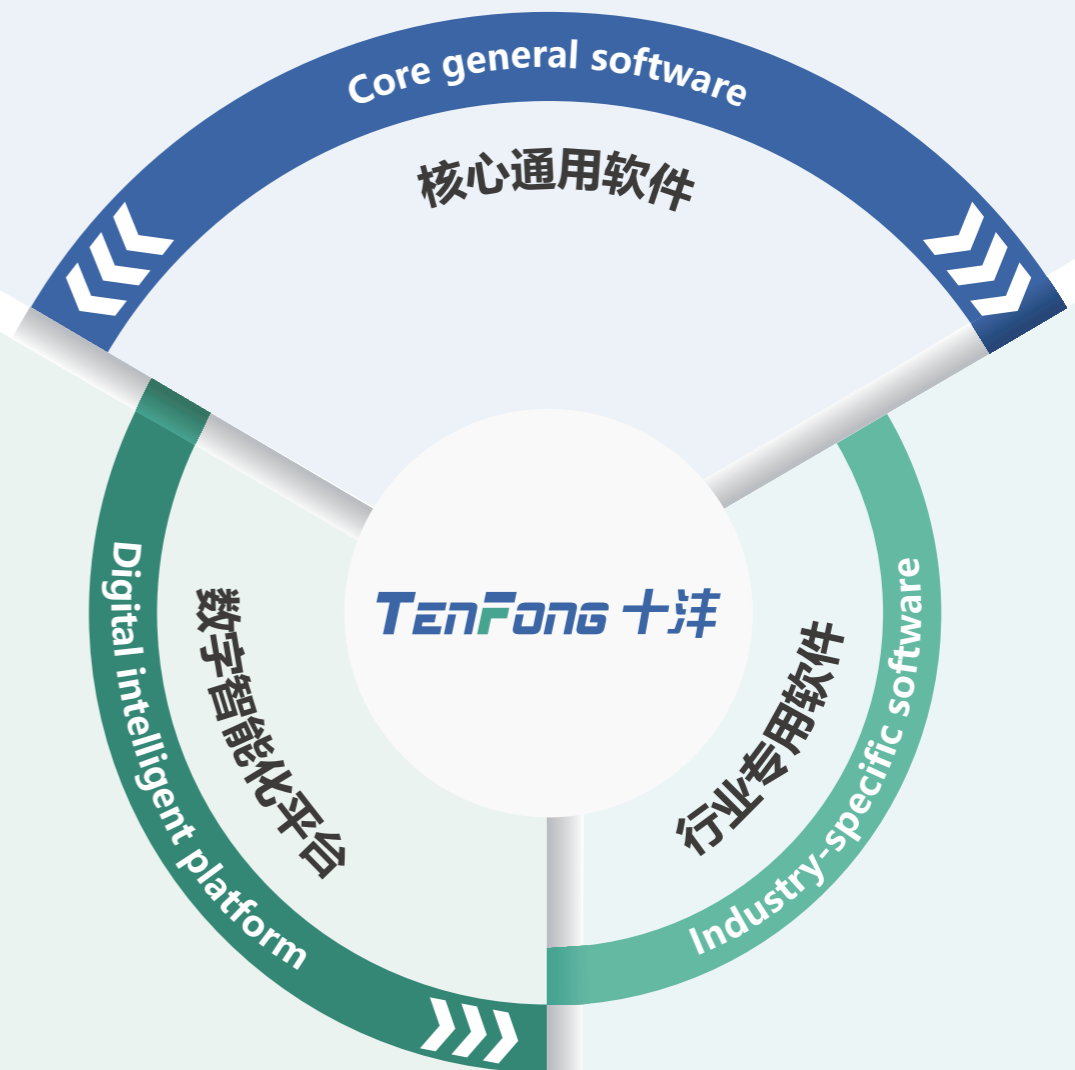 Core general software
核心通用软件
TENFONG 十沣
Digital intelligent platform
数字智能化平台
行业专用软件
Industry-specific software